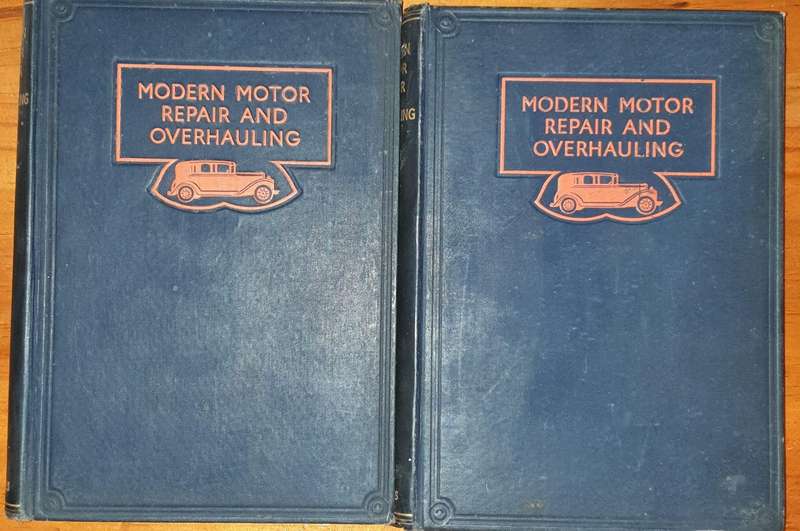 MODERN MOTOR
REPAIR AND
OVERHAULING
MODERN MOTOR
REPAIR AND
OVERHAULING